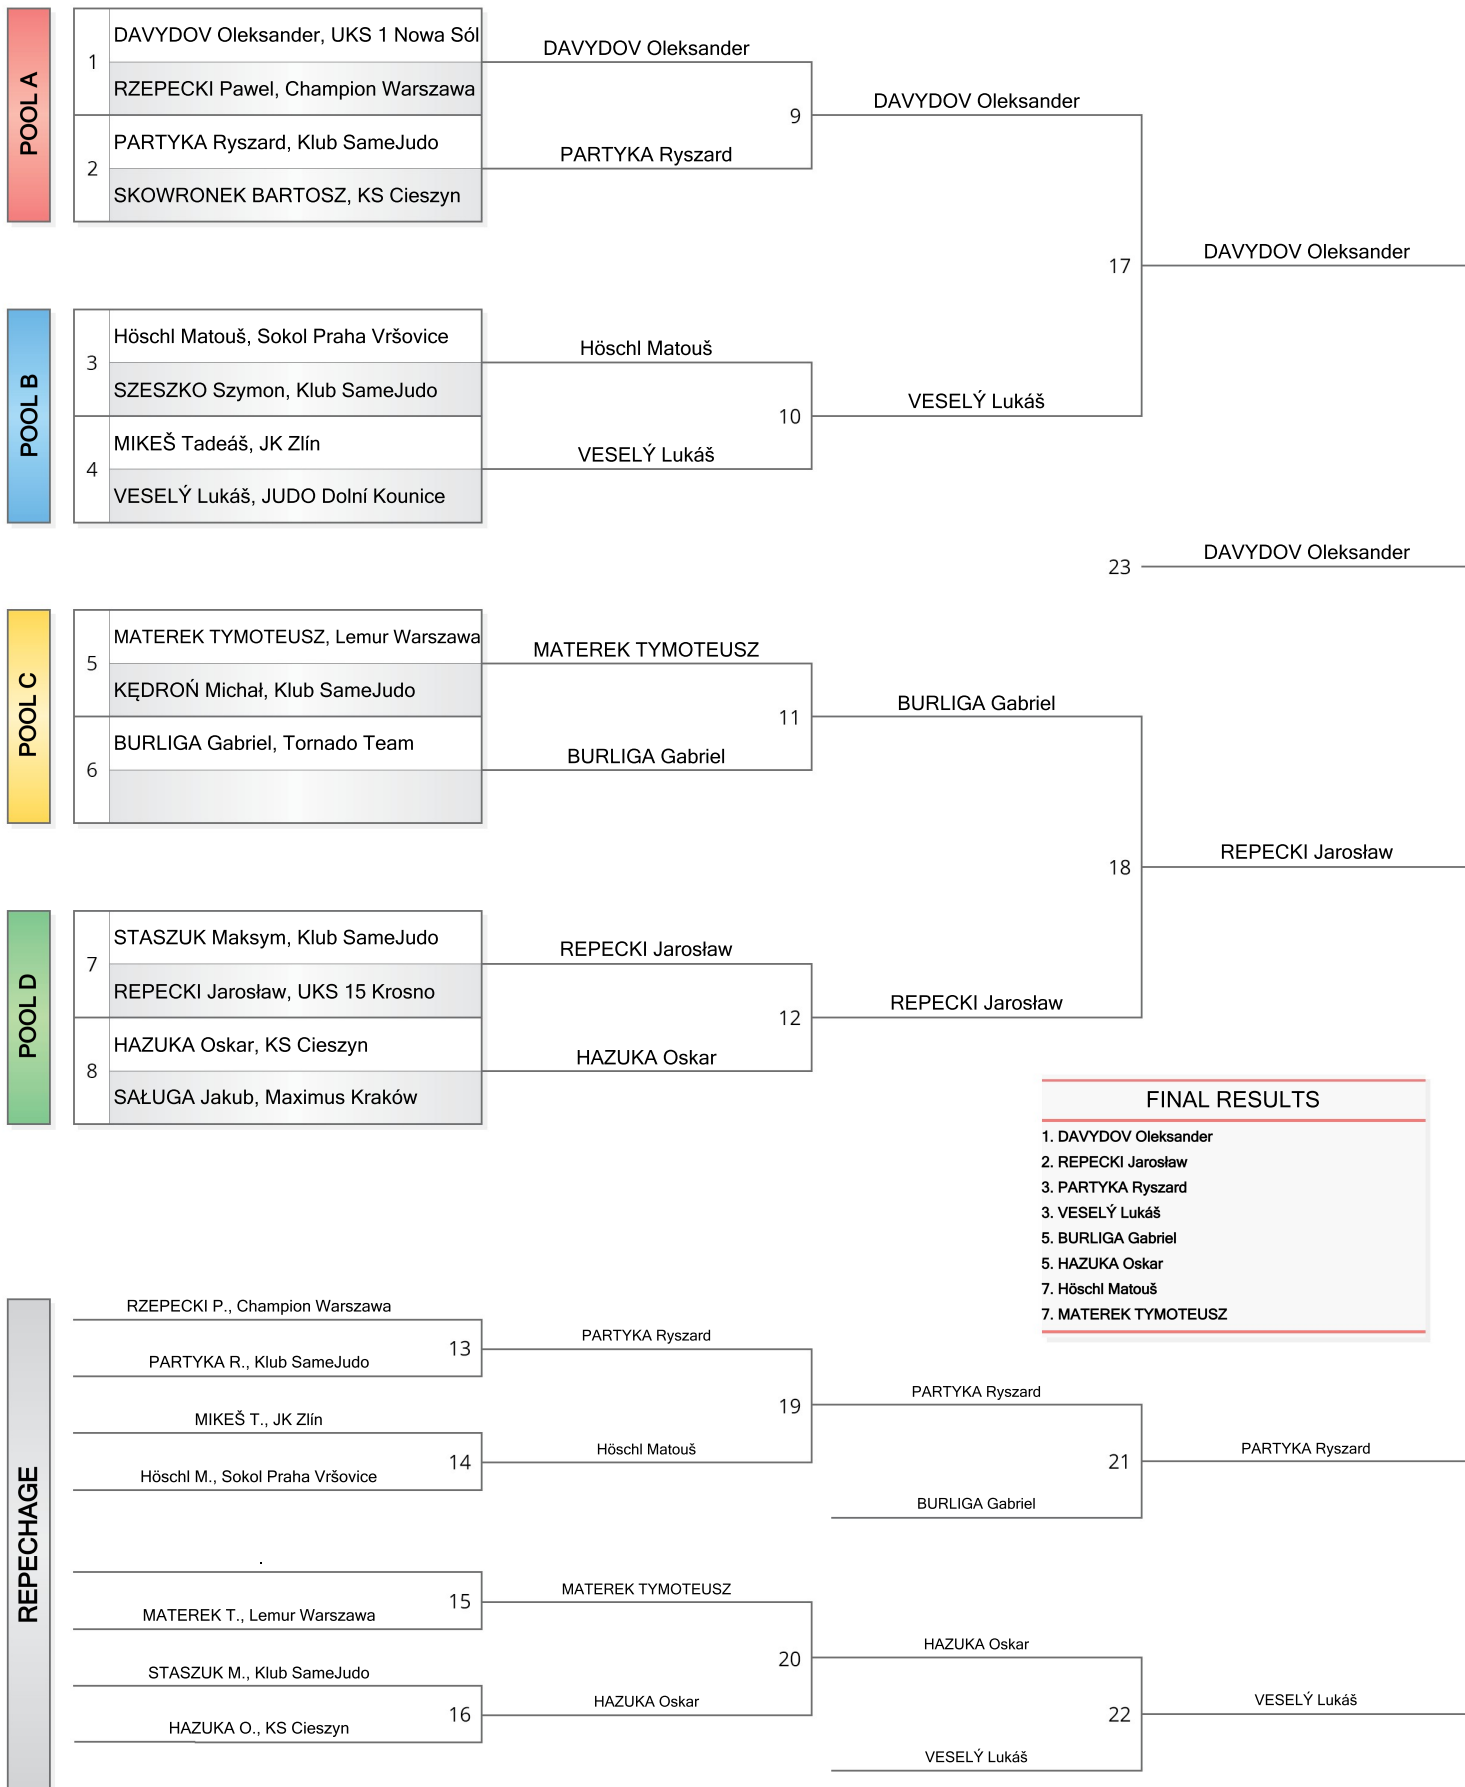 POOL A
1
DAVYDOV Oleksander, UKS 1 Nowa Sól
RZEPECKI Pawel, Champion Warszawa
2
PARTYKA Ryszard, Klub SameJudo
SKOWRONEK BARTOSZ, KS Cieszyn
DAVYDOV Oleksander
PARTYKA Ryszard
9
DAVYDOV Oleksander
POOL B
3
Höschl Matouš, Sokol Praha Vršovice
SZESZKO Szymon, Klub SameJudo
4
MIKEŠ Tadeáš, JK Zlín
VESELÝ Lukáš, JUDO Dolní Kounice
Höschl Matouš
VESELÝ Lukáš
10
VESELÝ Lukáš
17
DAVYDOV Oleksander
23
DAVYDOV Oleksander
POOL C
5
MATEREK TYMOTEUSZ, Lemur Warszawa
KĘDROŃ Michał, Klub SameJudo
6
BURLIGA Gabriel, Tornado Team
MATEREK TYMOTEUSZ
BURLIGA Gabriel
11
BURLIGA Gabriel
POOL D
7
STASZUK Maksym, Klub SameJudo
REPECKI Jarosław, UKS 15 Krosno
8
HAZUKA Oskar, KS Cieszyn
SAŁUGA Jakub, Maximus Kraków
REPECKI Jarosław
HAZUKA Oskar
12
REPECKI Jarosław
18
REPECKI Jarosław
FINAL RESULTS
1. DAVYDOV Oleksander
2. REPECKI Jarosław
3. PARTYKA Ryszard
3. VESELÝ Lukáš
5. BURLIGA Gabriel
5. HAZUKA Oskar
7. Höschl Matouš
7. MATEREK TYMOTEUSZ
REPECHAGE
RZEPECKI P., Champion Warszawa
13
PARTYKA R., Klub SameJudo
MIKEŠ T., JK Zlín
14
Höschl M., Sokol Praha Vršovice
PARTYKA Ryszard
19
Höschl Matouš
PARTYKA Ryszard
21
BURLIGA Gabriel
PARTYKA Ryszard
.
15
MATEREK T., Lemur Warszawa
STASZUK M., Klub SameJudo
16
HAZUKA O., KS Cieszyn
MATEREK TYMOTEUSZ
20
HAZUKA Oskar
HAZUKA Oskar
22
VESELÝ Lukáš
VESELÝ Lukáš